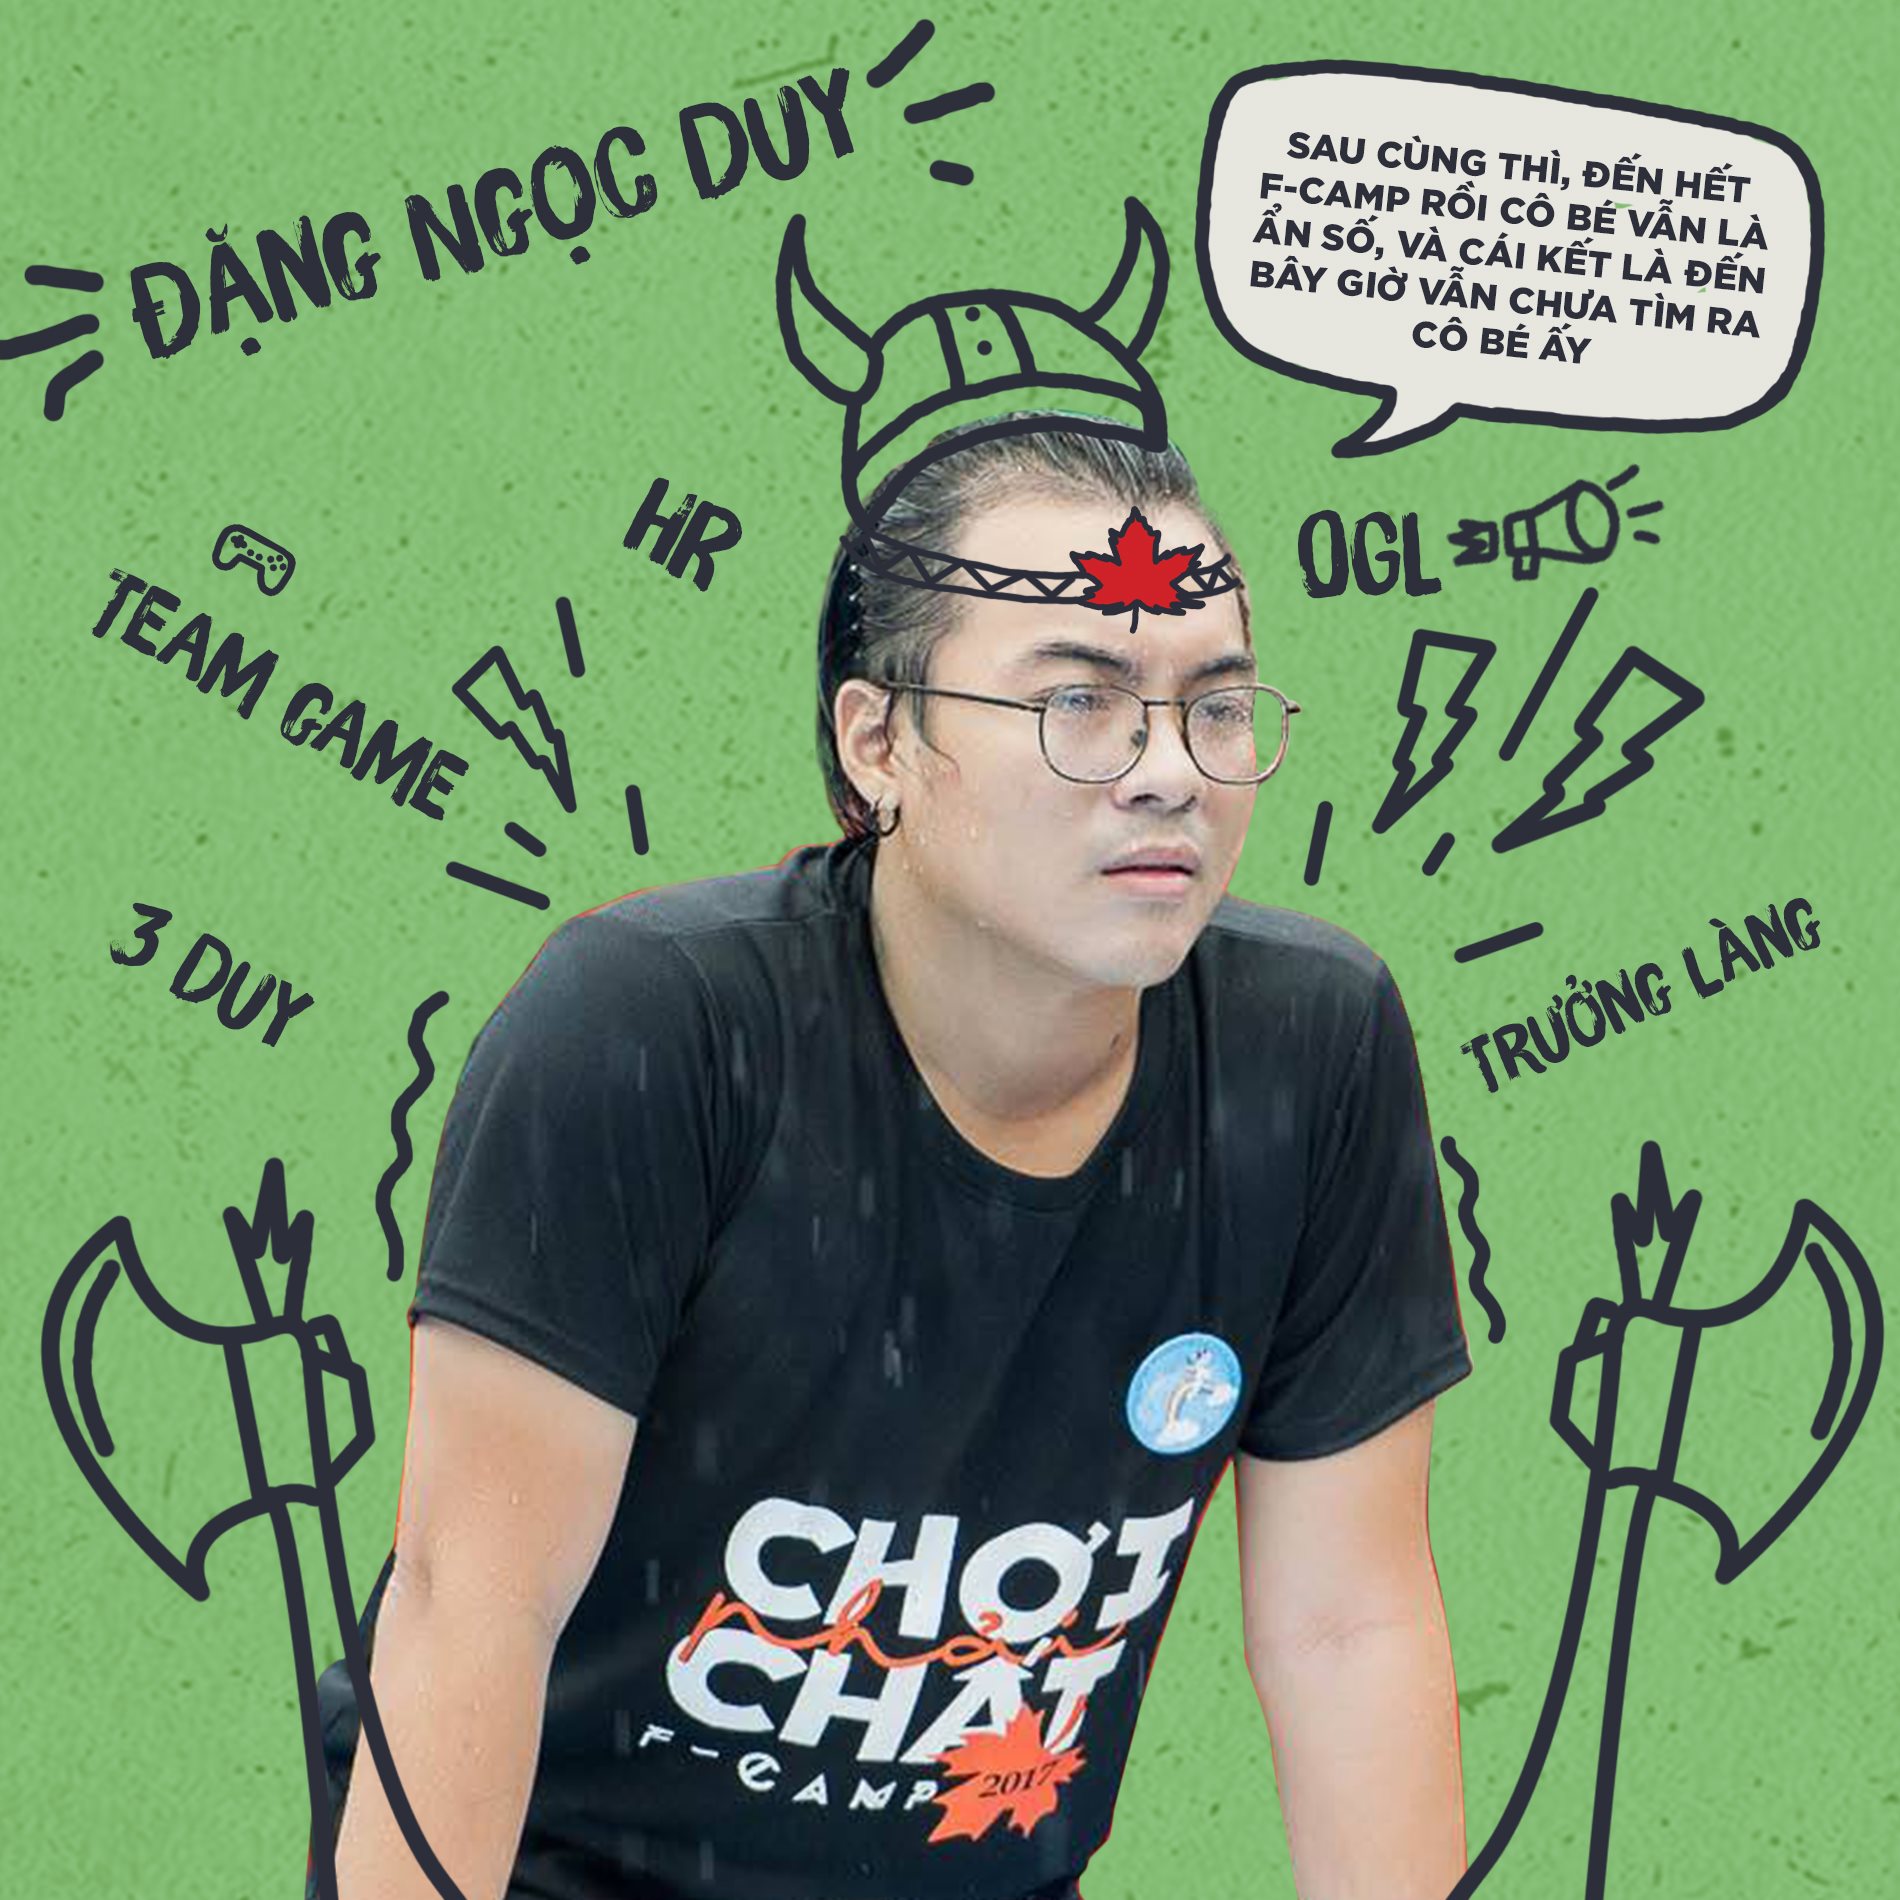 ĐẶNG NGỌC DUY
SAU CÙNG THÌ, ĐẾN HẾT
F-CAMP RỒI CÔ BÉ VẪN LÀ
ẨN SỐ, VÀ CÁI KẾT LÀ ĐẾN
BÂY GIỜ VẪN CHƯA TÌM RA
CÔ BÉ ẤY
HR
OGL
TEAM GAME
3 DUY
TRƯỞNG LÀNG
CHƠI
phải
CHẤT
F-CAMP
2017